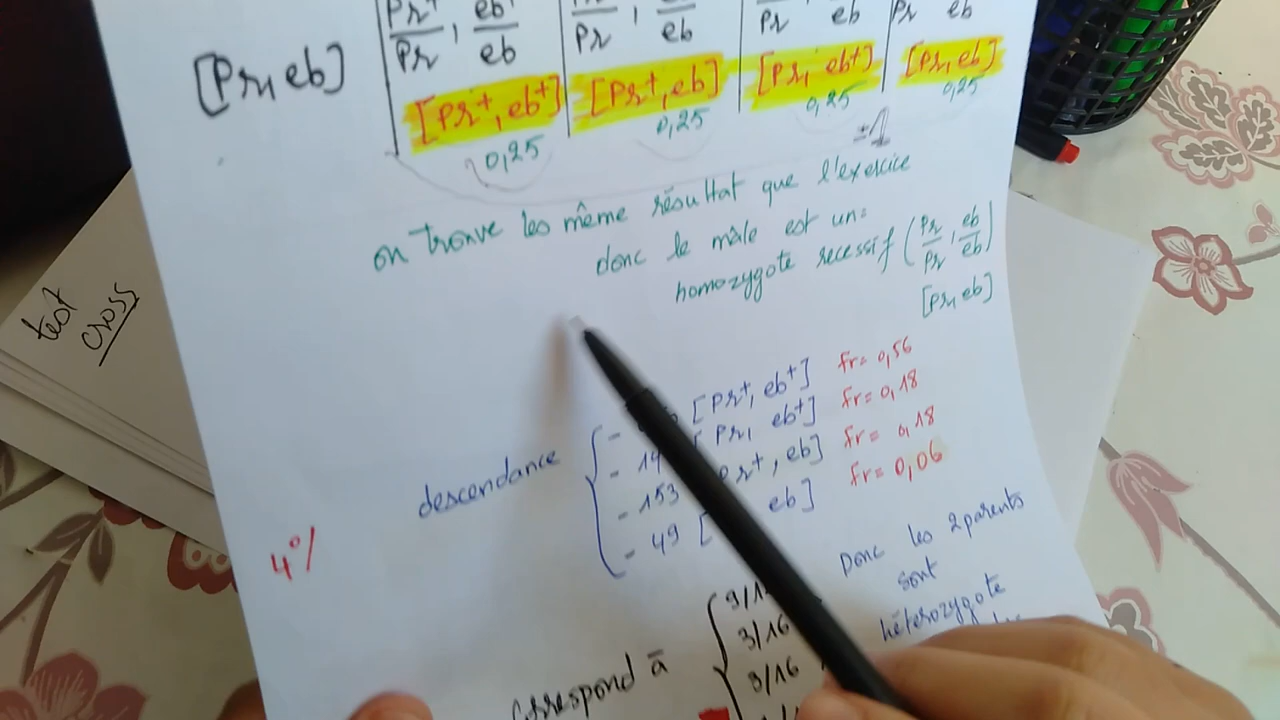 Pr+/Pr , eb+/eb
Pr , eb
Pr eb
Pr eb
[Pr, eb]
[Pr+, eb+] [Pr+, eb] [Pr, eb+] [Pr, eb]
0,25 0,25 0,25 0,25
= 1
on trouve les même résultat que l'exercice
donc le mâle est un:
homozygote recessif (Pr/Pr , eb/eb)
[Pr, eb]
test
cross
descendance
- [Pr+, eb+] fr= 0,56
- [Pr, eb+] fr= 0,18
- 153 Pr+, eb] fr= 0,18
- 49 [ eb] fr= 0,06
4°/
Donc les 2 parents
sont
hétérozygote
correspond à
9/
3/16
3/16